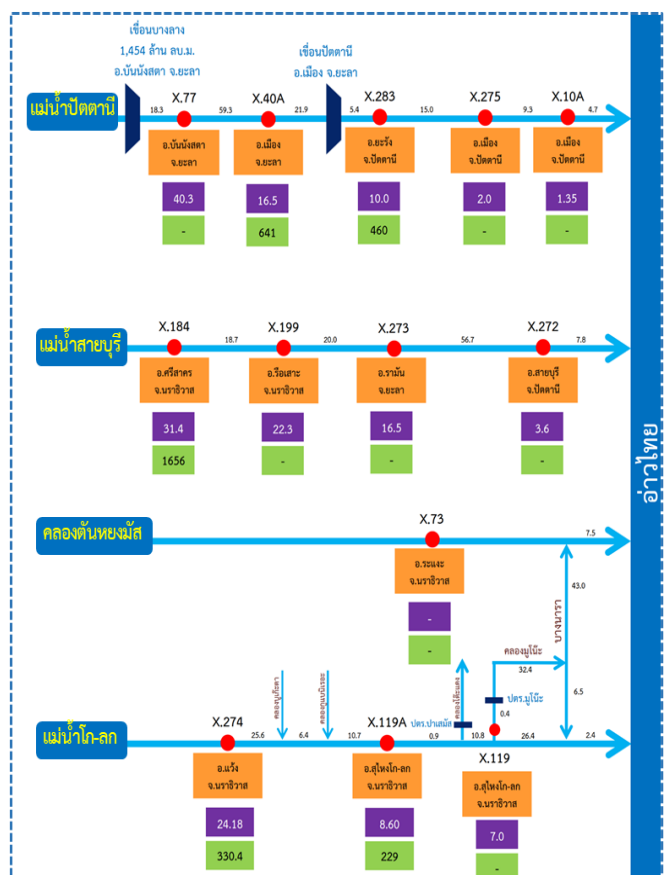 เขื่อนบางลาง
1,454 ล้าน ลบ.ม.
อ.บันนังสตา จ.ยะลา
เขื่อนปัตตานี
อ.เมือง จ.ยะลา
แม่น้ำปัตตานี
X.77
X.40A
X.283
X.275
X.10A
18.3
59.3
21.9
5.4
15.0
9.3
4.7
อ.บันนังสตา
จ.ยะลา
อ.เมือง
จ.ยะลา
อ.ยะรัง
จ.ปัตตานี
อ.เมือง
จ.ปัตตานี
อ.เมือง
จ.ปัตตานี
40.3
16.5
10.0
2.0
1.35
-
641
460
-
-
แม่น้ำสายบุรี
X.184
X.199
X.273
X.272
18.7
20.0
56.7
7.8
อ.ศรีสาคร
จ.นราธิวาส
อ.รือเสาะ
จ.นราธิวาส
อ.รามัน
จ.ยะลา
อ.สายบุรี
จ.ปัตตานี
31.4
22.3
16.5
3.6
1656
-
-
-
อ่าวไทย
คลองตันหยงมัส
X.73
7.5
อ.ระแงะ
จ.นราธิวาส
-
-
บางนารา
43.0
คลองมูโน๊ะ
32.4
6.5
ปตร.มูโน๊ะ
0.4
คลองโต๊ะแดง
ปตร.ปาเสมัส
แม่น้ำโก-ลก
X.274
X.119A
X.119
25.6
6.4
10.7
0.9
10.8
26.4
2.4
อ.แว้ง
จ.นราธิวาส
อ.สุไหงโก-ลก
จ.นราธิวาส
อ.สุไหงโก-ลก
จ.นราธิวาส
24.18
8.60
7.0
330.4
229
-